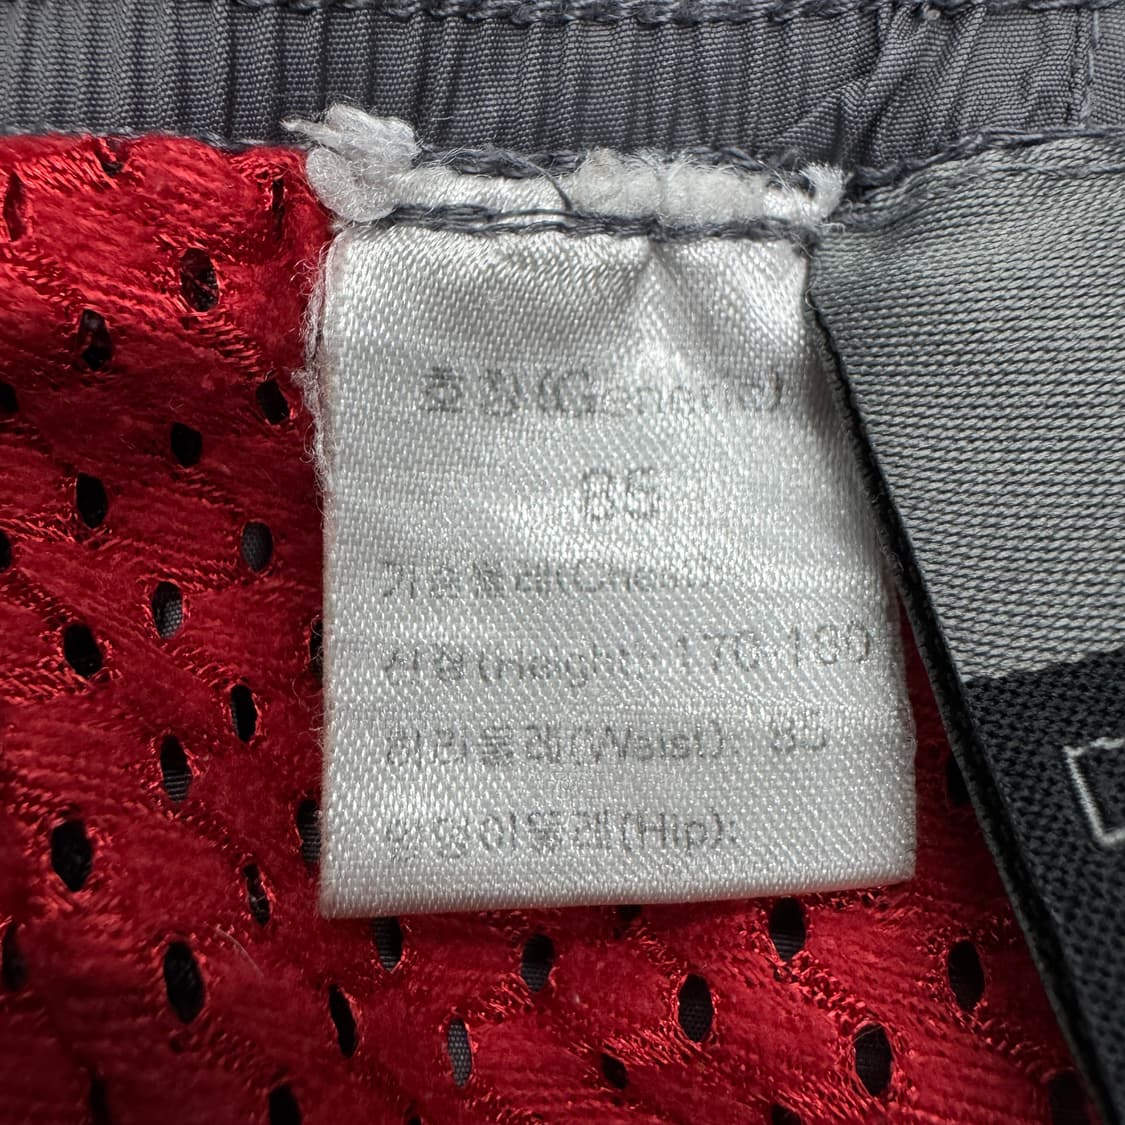 호칭(
85
가슴둘레(Chest):
신장(Height): 170-180
허리둘레(Waist): 85
엉덩이둘레(Hip):